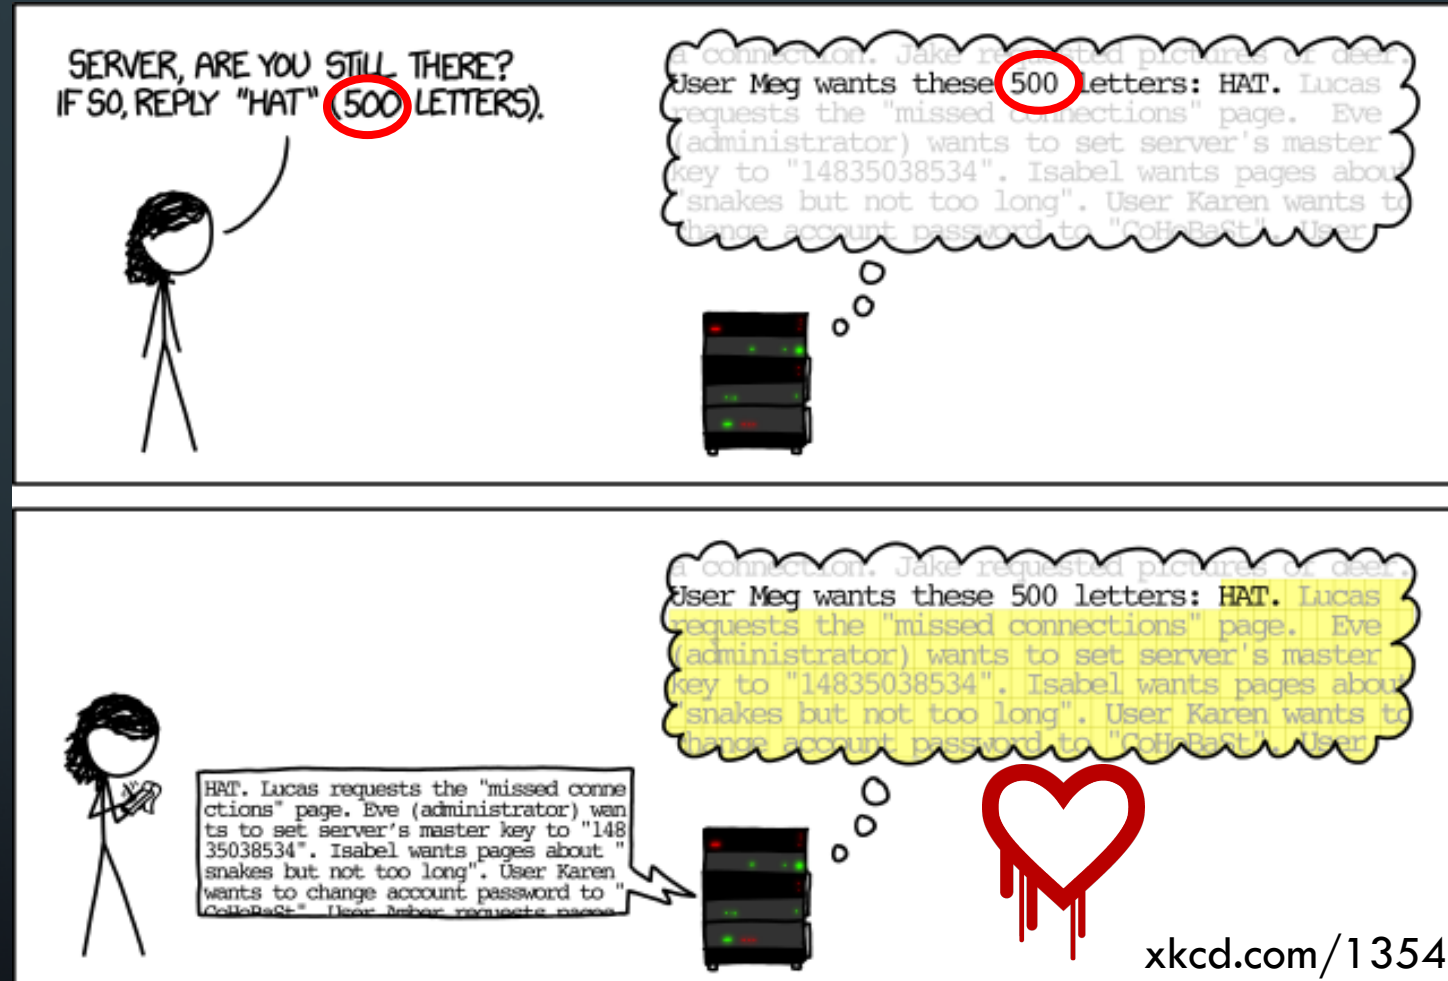 SERVER, ARE YOU STILL THERE?
IF SO, REPLY "HAT" (500 LETTERS).
a connection. Jake requested pictures of deer.
User Meg wants these 500 letters: HAT. Lucas
requests the "missed connections" page. Eve
(administrator) wants to set server's master
key to "14835038534". Isabel wants pages about
"snakes but not too long". User Karen wants to
change account password to "CoHoBaSt". User
a connection. Jake requested pictures of deer.
User Meg wants these 500 letters: HAT. Lucas
requests the "missed connections" page. Eve
(administrator) wants to set server's master
key to "14835038534". Isabel wants pages about
"snakes but not too long". User Karen wants to
change account password to "CoHoBaSt". User
HAT. Lucas requests the "missed conne
ctions" page. Eve (administrator) wan
ts to set server's master key to "148
35038534". Isabel wants pages about "
snakes but not too long". User Karen
wants to change account password to "
CoHoBaSt". User Amber requests pages
xkcd.com/1354